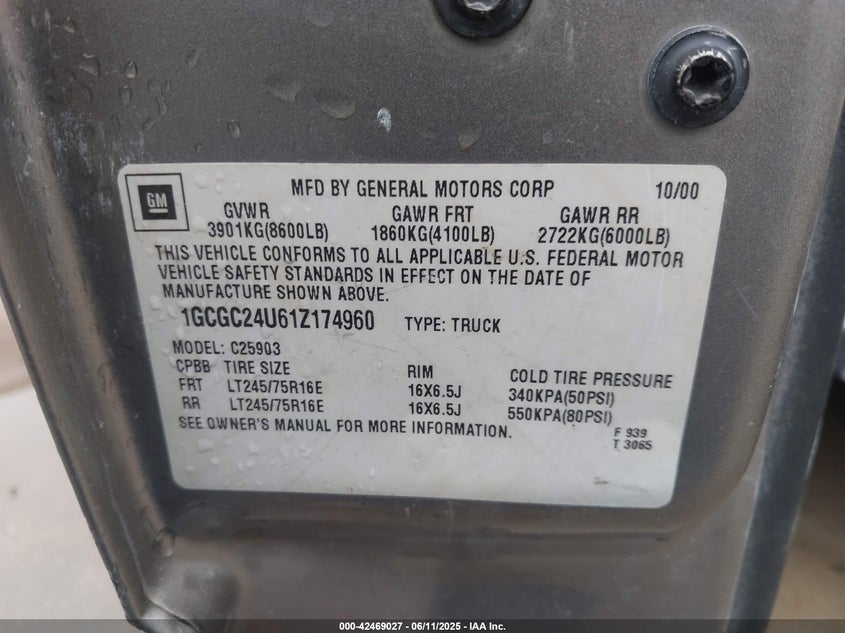 GM
MFD BY GENERAL MOTORS CORP 10/00
GVWR GAWR FRT GAWR RR
3901KG(8600LB) 1860KG(4100LB) 2722KG(6000LB)
THIS VEHICLE CONFORMS TO ALL APPLICABLE U.S. FEDERAL MOTOR
VEHICLE SAFETY STANDARDS IN EFFECT ON THE DATE OF
MANUFACTURE SHOWN ABOVE.
1GCGC24U61Z174960 TYPE: TRUCK
MODEL: C25903
CPBB TIRE SIZE RIM COLD TIRE PRESSURE
FRT LT245/75R16E 16X6.5J 340KPA(50PSI)
RR LT245/75R16E 16X6.5J 550KPA(80PSI)
SEE OWNER'S MANUAL FOR MORE INFORMATION.
F 939
T 3065
000-42469027 - 06/11/2025 - IAA Inc.